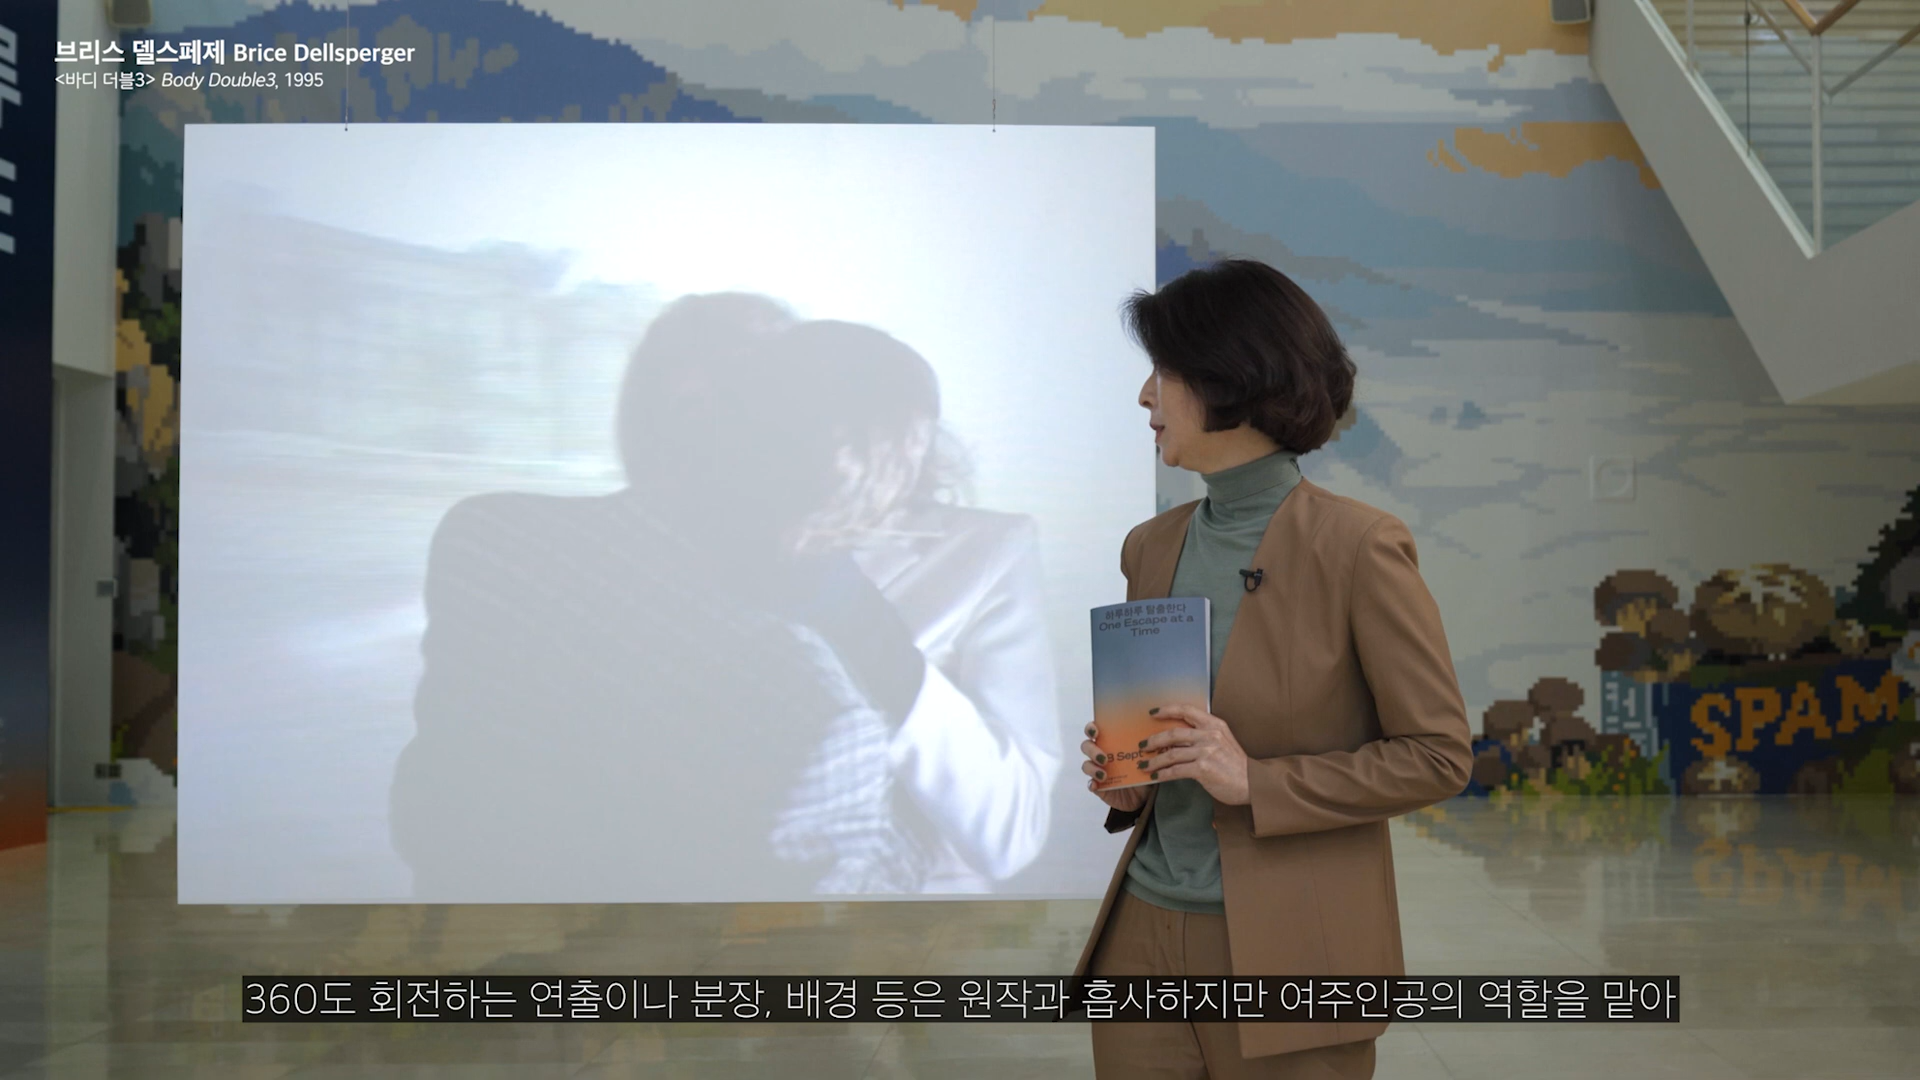 브리스 델스페제 Brice Dellsperger
<바디 더블3> Body Double3, 1995
하루하루 탈출한다
One Escape at a
Time
3 Sept
SPAM
360도 회전하는 연출이나 분장, 배경 등은 원작과 흡사하지만 여주인공의 역할을 맡아